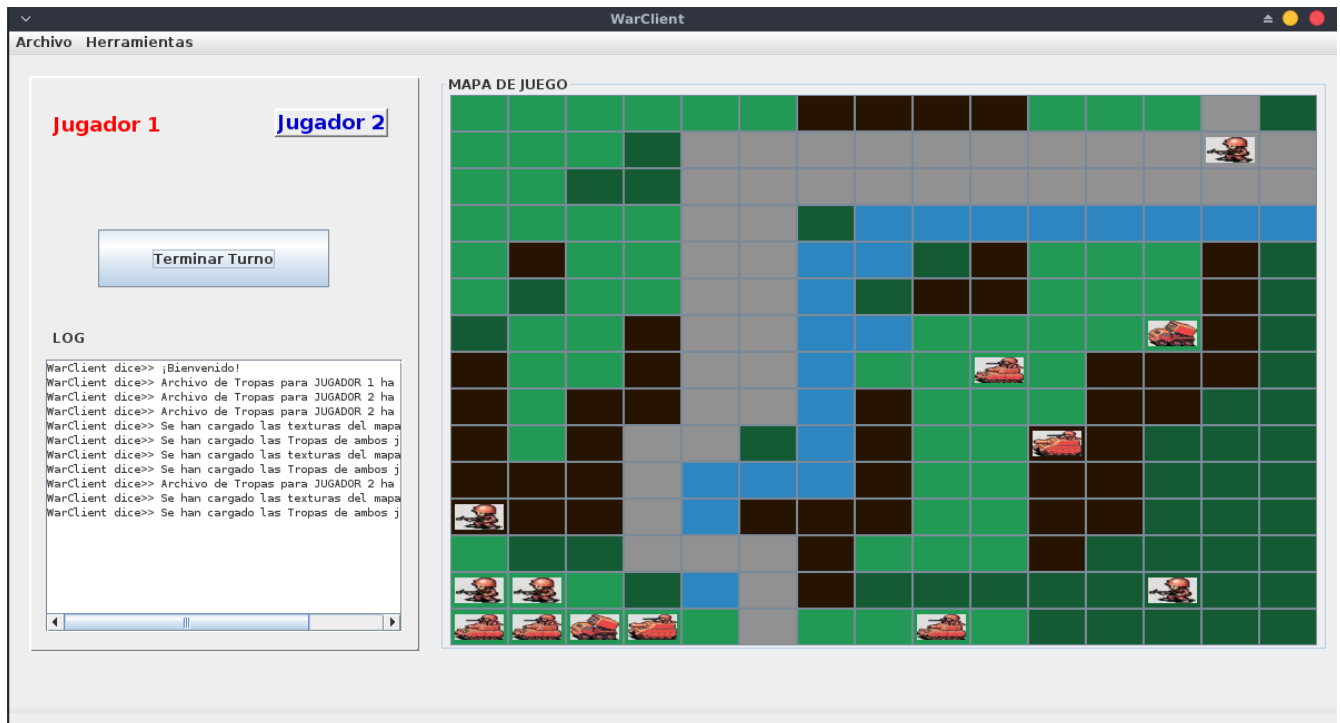 WarClient
Archivo Herramientas
Jugador 1
Jugador 2
Terminar Turno
LOG
WarClient dice>> ¡Bienvenido!
WarClient dice>> Archivo de Tropas para JUGADOR 1 ha
WarClient dice>> Archivo de Tropas para JUGADOR 2 ha
WarClient dice>> Archivo de Tropas para JUGADOR 2 ha
WarClient dice>> Se han cargado las texturas del mapa
WarClient dice>> Se han cargado las Tropas de ambos j
WarClient dice>> Se han cargado las texturas del mapa
WarClient dice>> Se han cargado las Tropas de ambos j
WarClient dice>> Archivo de Tropas para JUGADOR 2 ha
WarClient dice>> Se han cargado las texturas del mapa
WarClient dice>> Se han cargado las Tropas de ambos j
MAPA DE JUEGO